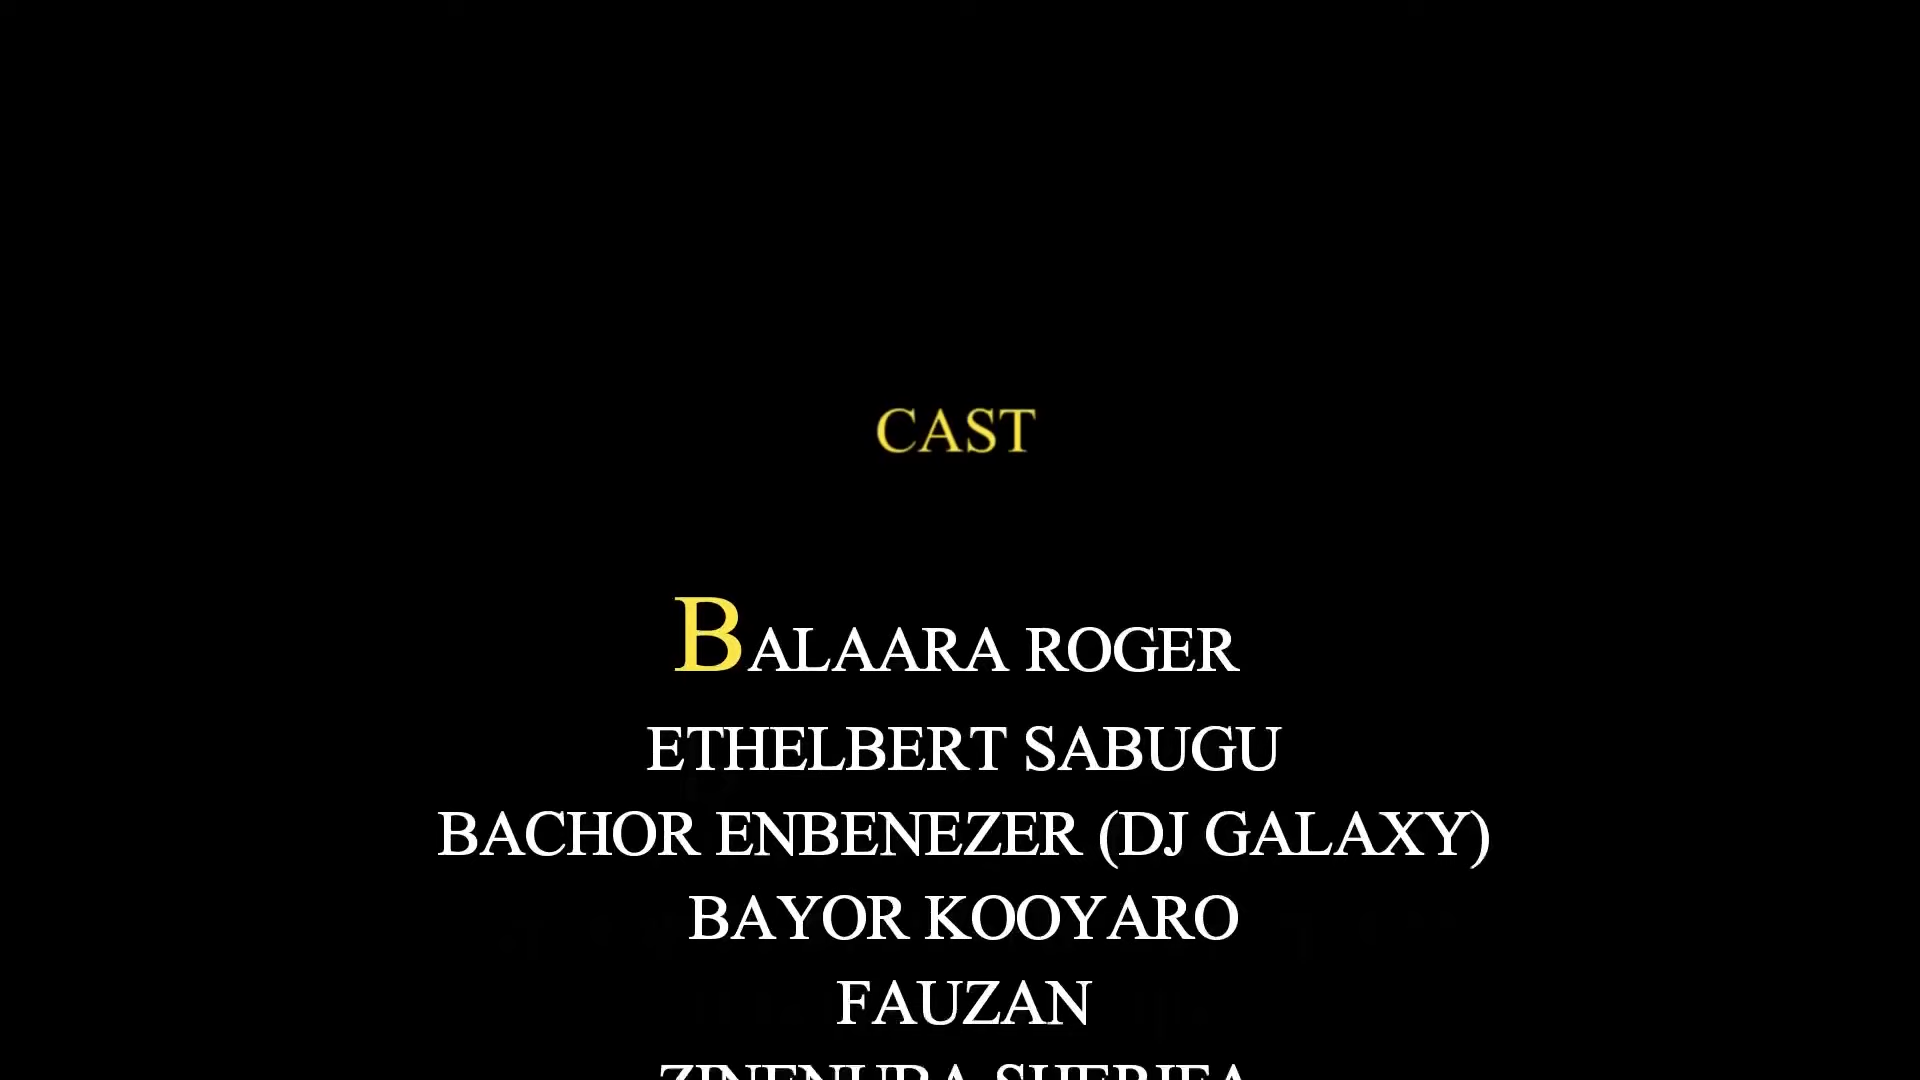 CAST
BALAARA ROGER
ETHELBERT SABUGU
BACHOR ENBENEZER (DJ GALAXY)
BAYOR KOOYARO
FAUZAN